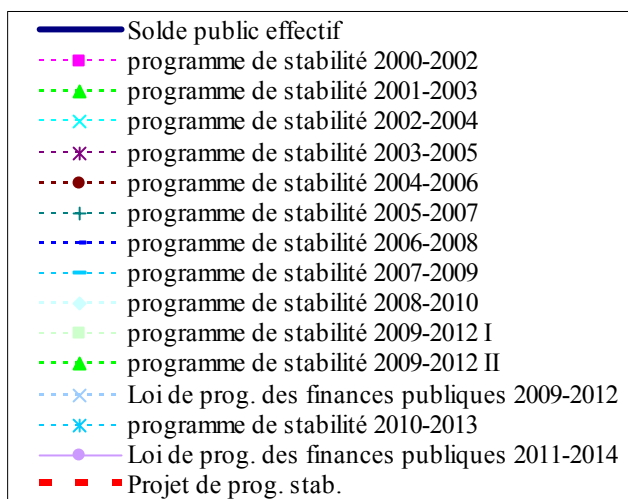 Solde public effectif
programme de stabilité 2000-2002
programme de stabilité 2001-2003
programme de stabilité 2002-2004
programme de stabilité 2003-2005
programme de stabilité 2004-2006
programme de stabilité 2005-2007
programme de stabilité 2006-2008
programme de stabilité 2007-2009
programme de stabilité 2008-2010
programme de stabilité 2009-2012 I
programme de stabilité 2009-2012 II
Loi de prog. des finances publiques 2009-2012
programme de stabilité 2010-2013
Loi de prog. des finances publiques 2011-2014
Projet de prog. stab.